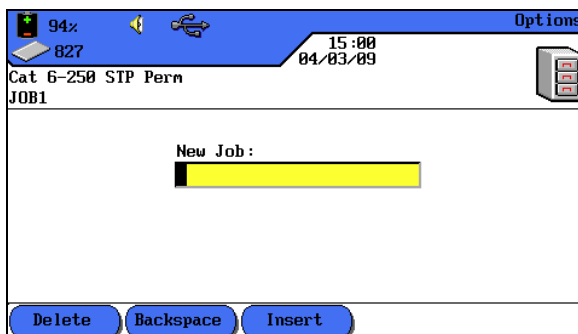 94%
Options
827
15:00
04/03/09
Cat 6-250 STP Perm
JOB1
New Job:
Delete
Backspace
Insert